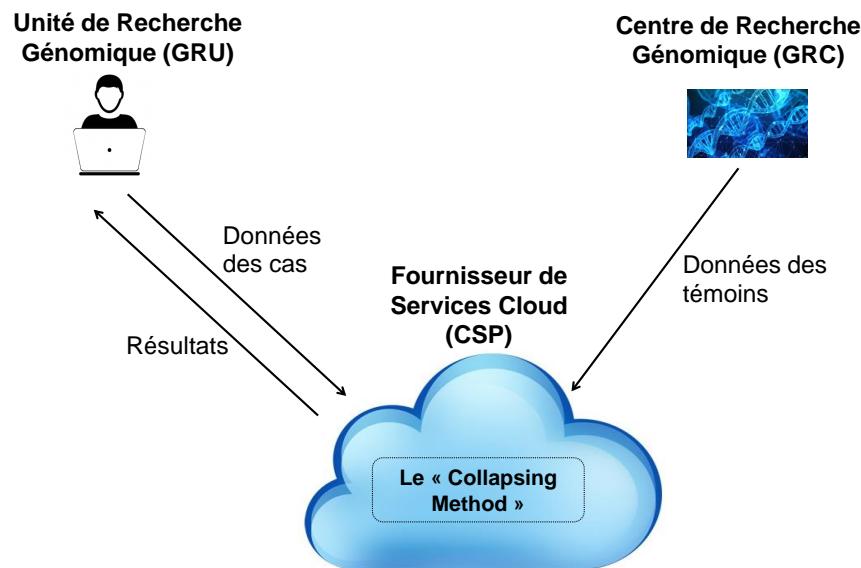 Unité de Recherche
Génomique (GRU)
Centre de Recherche
Génomique (GRC)
Données
des cas
Résultats
Fournisseur de
Services Cloud
(CSP)
Données des
témoins
Le « Collapsing
Method »